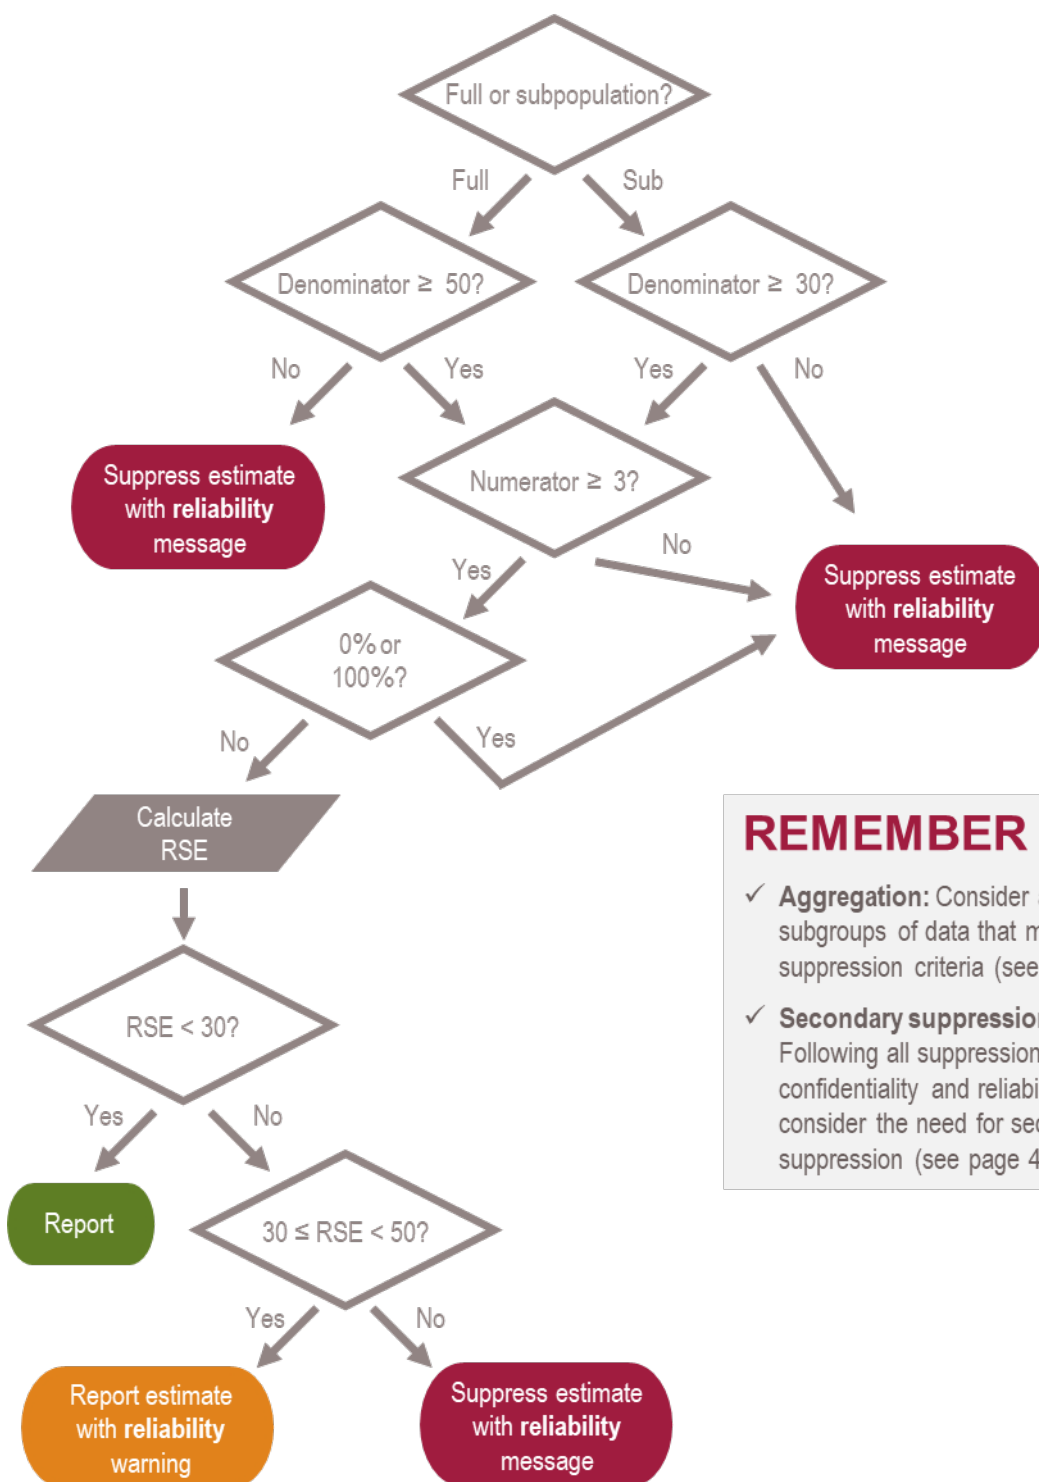 Full or subpopulation?
Full
Sub
Denominator ≥ 50?
Denominator ≥ 30?
No
Yes
Yes
No
Suppress estimate
with reliability
message
Numerator ≥ 3?
Yes
No
Suppress estimate
with reliability
message
0% or
100%?
No
Yes
Calculate
RSE
REMEMBER
✓ Aggregation: Consider
subgroups of data that
suppression criteria (see
✓ Secondary suppression
Following all suppression
confidentiality and
consider the need for
suppression (see page 4
RSE < 30?
Yes
No
Report
30 ≤ RSE < 50?
Yes
No
Report estimate
with reliability
warning
Suppress estimate
with reliability
message